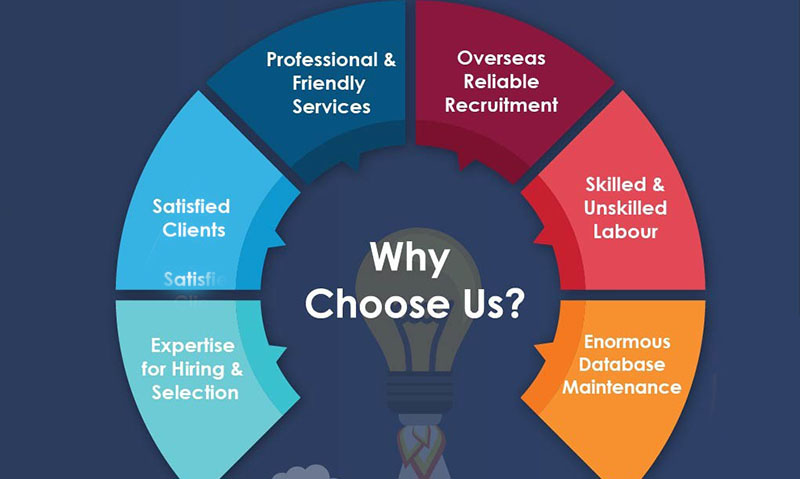 Professional &
Friendly
Services
Overseas
Reliable
Recruitment
Satisfied
Clients
Skilled &
Unskilled
Labour
Why
Choose Us?
Expertise
for Hiring &
Selection
Enormous
Database
Maintenance